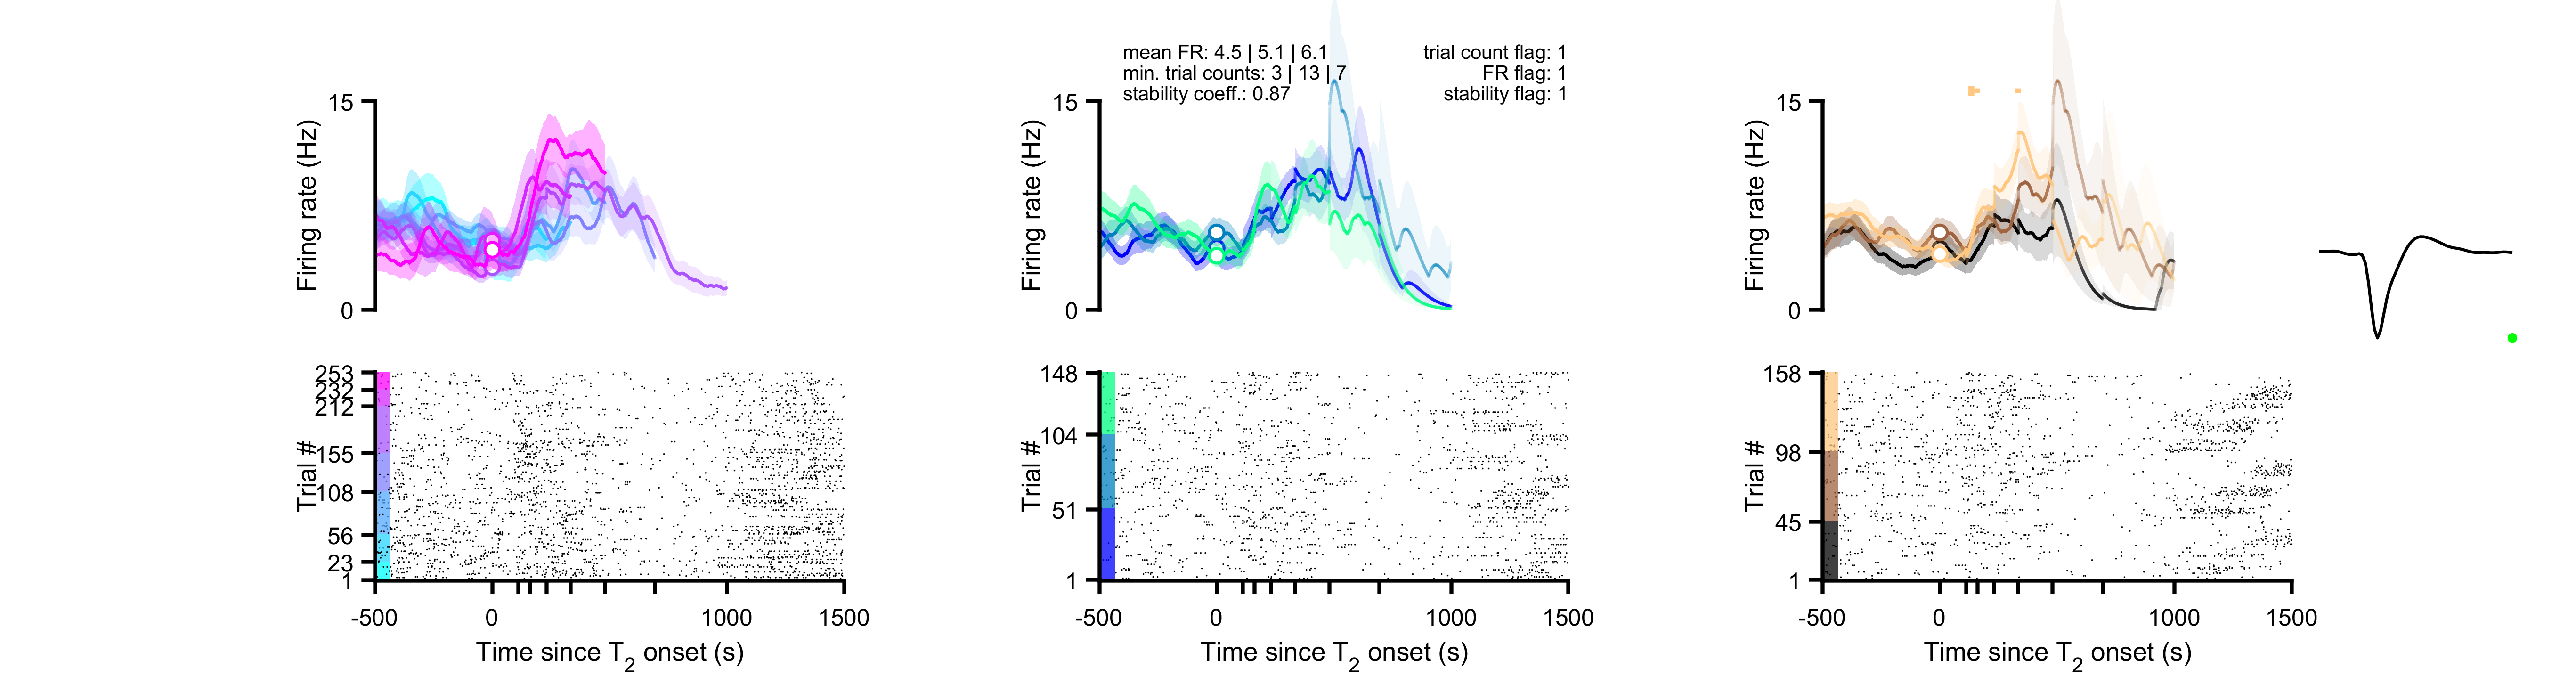 mean FR: 4.5 | 5.1 | 6.1
min. trial counts: 3 | 13 | 7
stability coeff.: 0.87
trial count flag: 1
FR flag: 1
stability flag: 1
15
0
Firing rate (Hz)
15
0
Firing rate (Hz)
15
0
Firing rate (Hz)
253
232
212
155
108
56
23
1
Trial #
-500
0
1000
1500
Time since T2 onset (s)
148
104
51
1
Trial #
-500
0
1000
1500
Time since T2 onset (s)
158
98
45
1
Trial #
-500
0
1000
1500
Time since T2 onset (s)